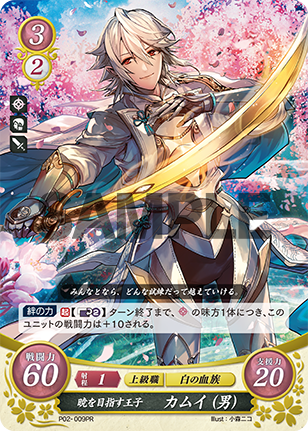 3
2
SAMPLE
みんなとなら、どんな試練だって越えていける。
絆の力 起 [2] ターン終了まで、の味方1体につき、この
ユニットの戦闘力は+10される。
戦闘力 60 射程 1 上級職 白の血族 支援力 20
暁を目指す王子 カムイ(男)
P02-009PR Illust:小森ニコ